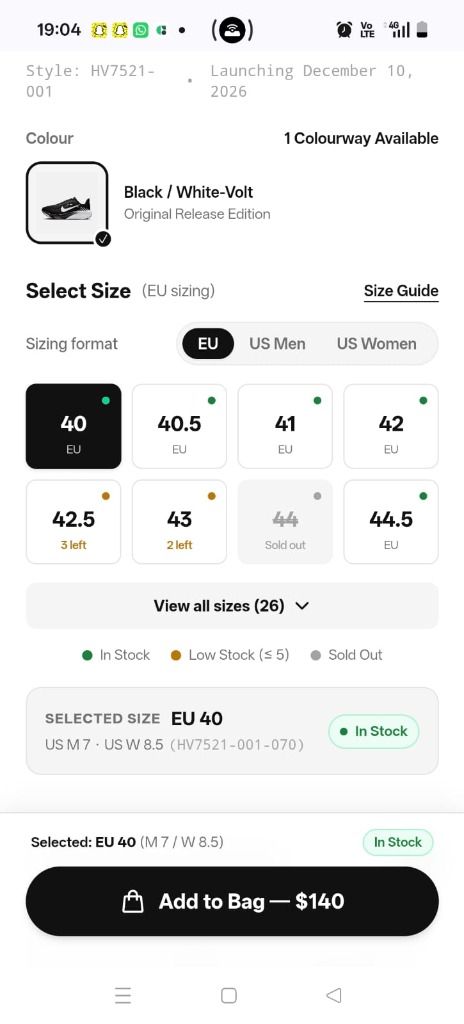 19:04
Vo
LTE
4G
Style: HV7521-
001
•
Launching December 10,
2026
Colour
1 Colourway Available
Black / White-Volt
Original Release Edition
Select Size (EU sizing)
Size Guide
Sizing format
EU
US Men
US Women
40
EU
40.5
EU
41
EU
42
EU
42.5
3 left
43
2 left
44
Sold out
44.5
EU
View all sizes (26)
In Stock
Low Stock (≤ 5)
Sold Out
SELECTED SIZE EU 40
US M 7 · US W 8.5 (HV7521-001-070)
In Stock
Selected: EU 40 (M 7 / W 8.5)
In Stock
Add to Bag — $140